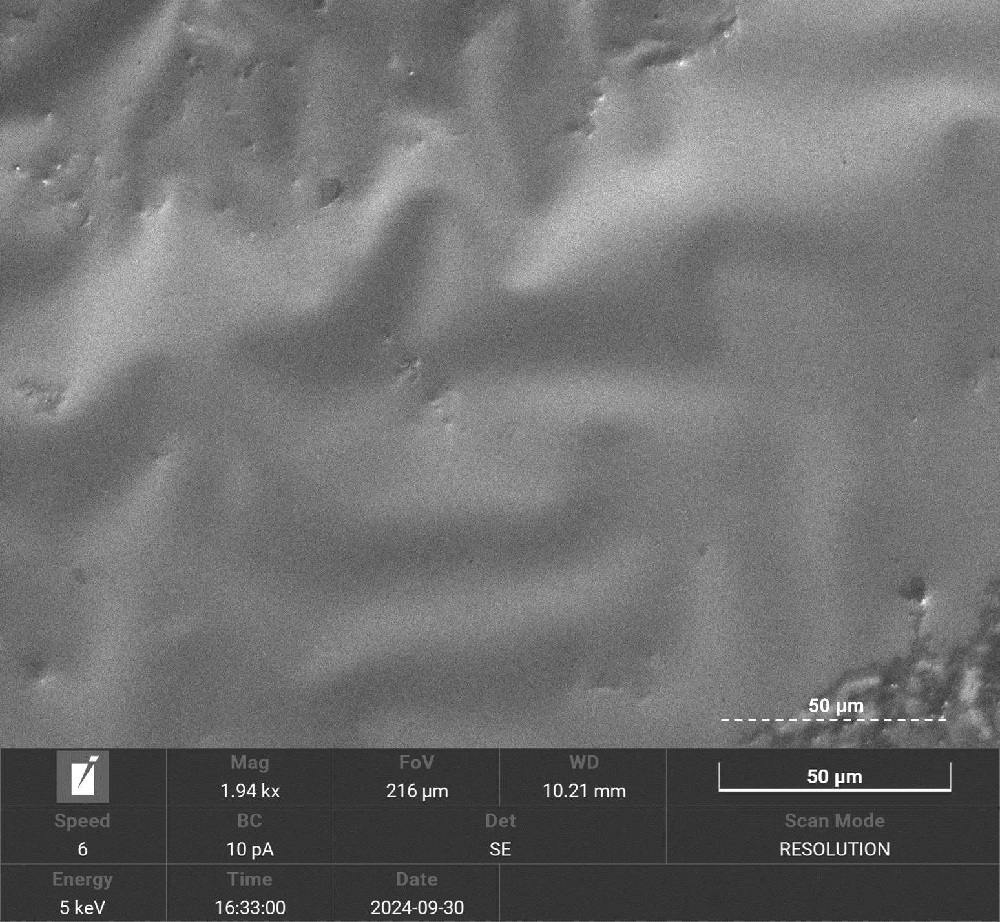 50 µm
Mag
FoV
WD
1.94 kx
216 µm
10.21 mm
50 µm
Speed
BC
Det
Scan Mode
6
10 pA
SE
RESOLUTION
Energy
Time
Date
5 keV
16:33:00
2024-09-30